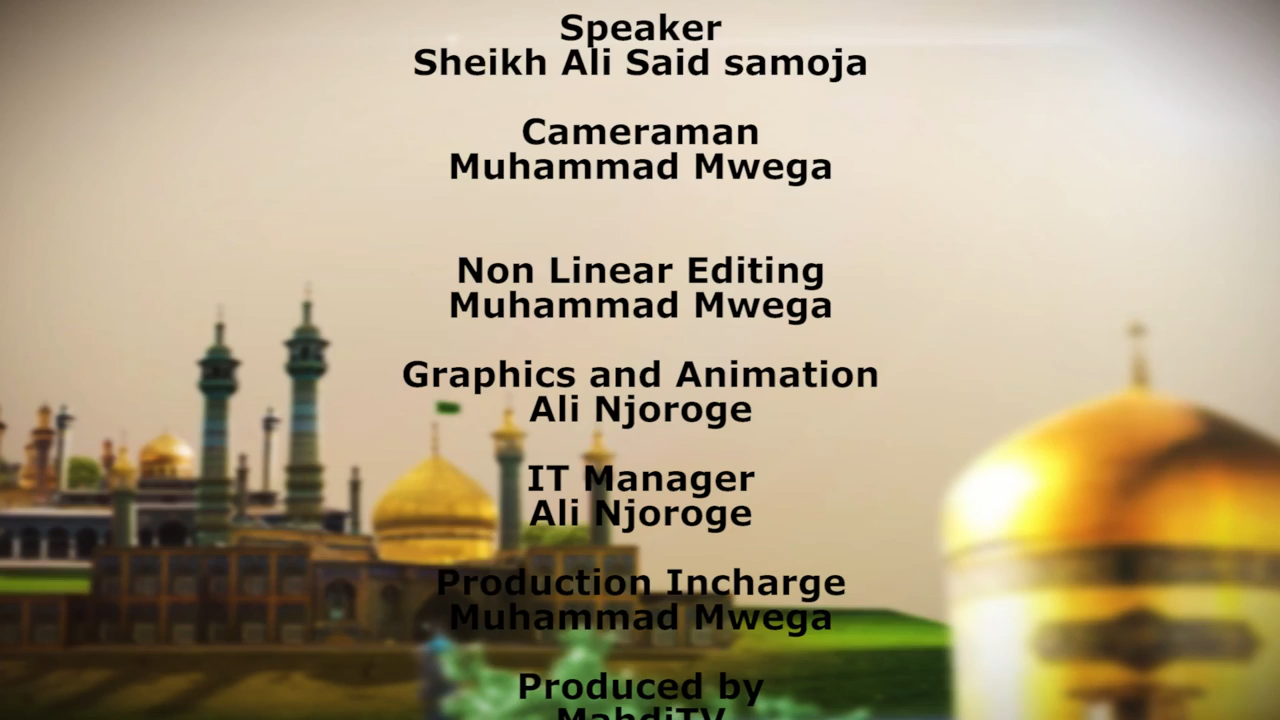 Speaker
Sheikh Ali Said samoja
Cameraman
Muhammad Mwega
Non Linear Editing
Muhammad Mwega
Graphics and Animation
Ali Njoroge
IT Manager
Ali Njoroge
Production Incharge
Muhammad Mwega
Produced by
MahdiTV